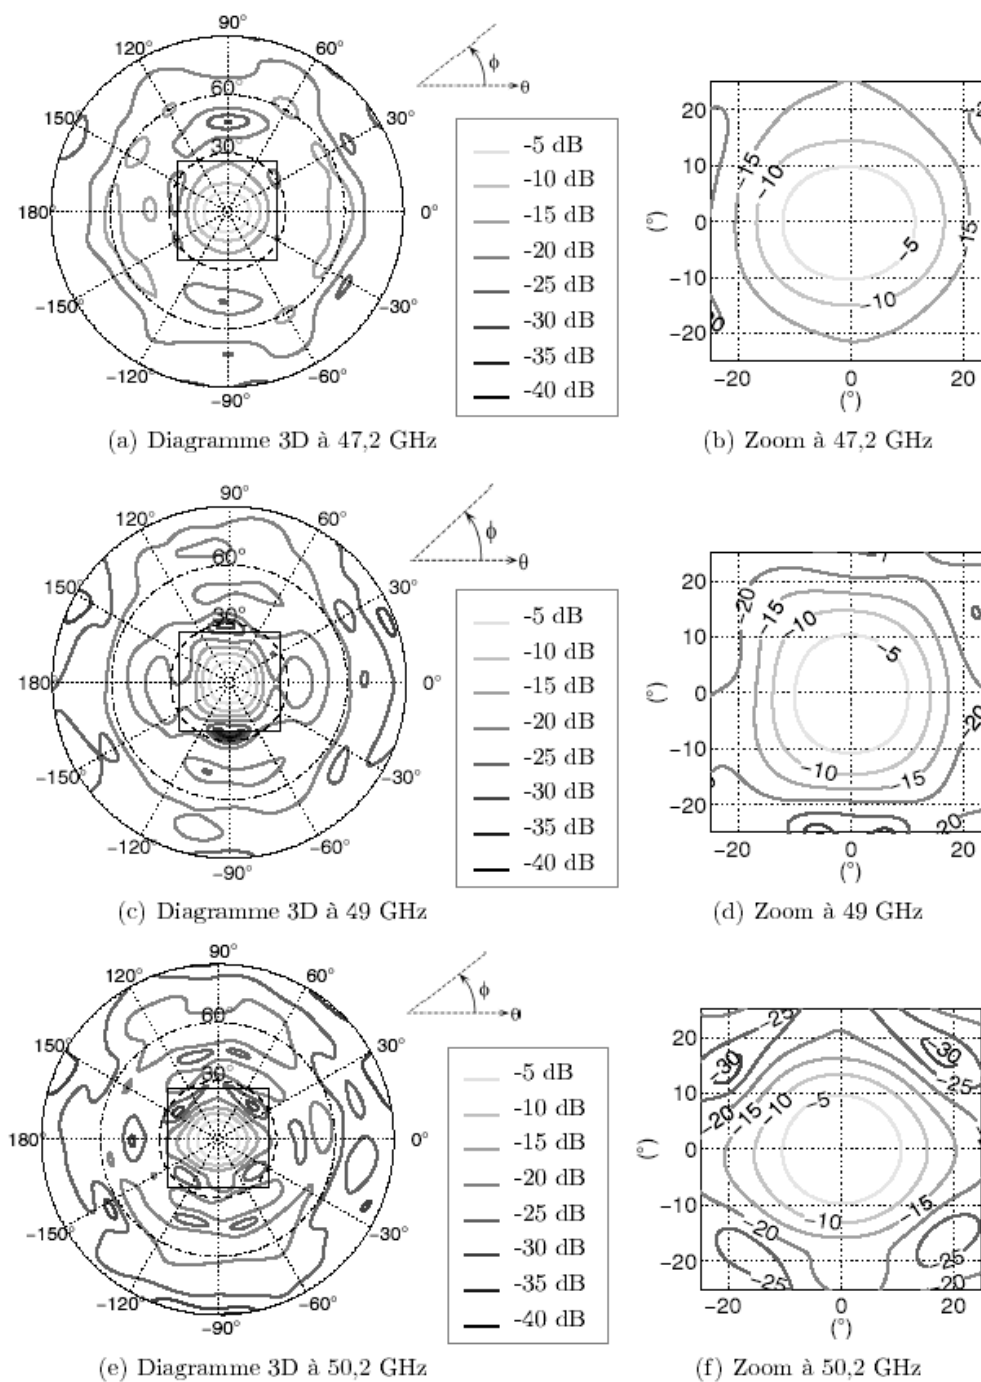 90°
120°
60°
150°
60°
30°
30°
180°
0°
−150°
−30°
−120°
−60°
−90°
ϕ
θ
-5 dB
-10 dB
-15 dB
-20 dB
-25 dB
-30 dB
-35 dB
-40 dB
20
10
0
−10
−20
(°)
−20
0
20
(°)
−15
−10
−5
−10
−15
(a) Diagramme 3D à 47,2 GHz
(b) Zoom à 47,2 GHz
90°
120°
60°
150°
60°
30°
30°
180°
0°
−150°
−30°
−120°
−60°
−90°
ϕ
θ
-5 dB
-10 dB
-15 dB
-20 dB
-25 dB
-30 dB
-35 dB
-40 dB
20
10
0
−10
−20
(°)
−20
0
20
(°)
−20
−15
−10
−5
−20
−10
−15
−20
(c) Diagramme 3D à 49 GHz
(d) Zoom à 49 GHz
90°
120°
60°
150°
60°
30°
30°
180°
0°
−150°
−30°
−120°
−60°
−90°
ϕ
θ
-5 dB
-10 dB
-15 dB
-20 dB
-25 dB
-30 dB
-35 dB
-40 dB
20
10
0
−10
−20
(°)
−20
0
20
(°)
−25
−25
−30
−30
−25
−20
−15
−10
−5
−10
−15
−20
−25
−25
−20
(e) Diagramme 3D à 50,2 GHz
(f) Zoom à 50,2 GHz